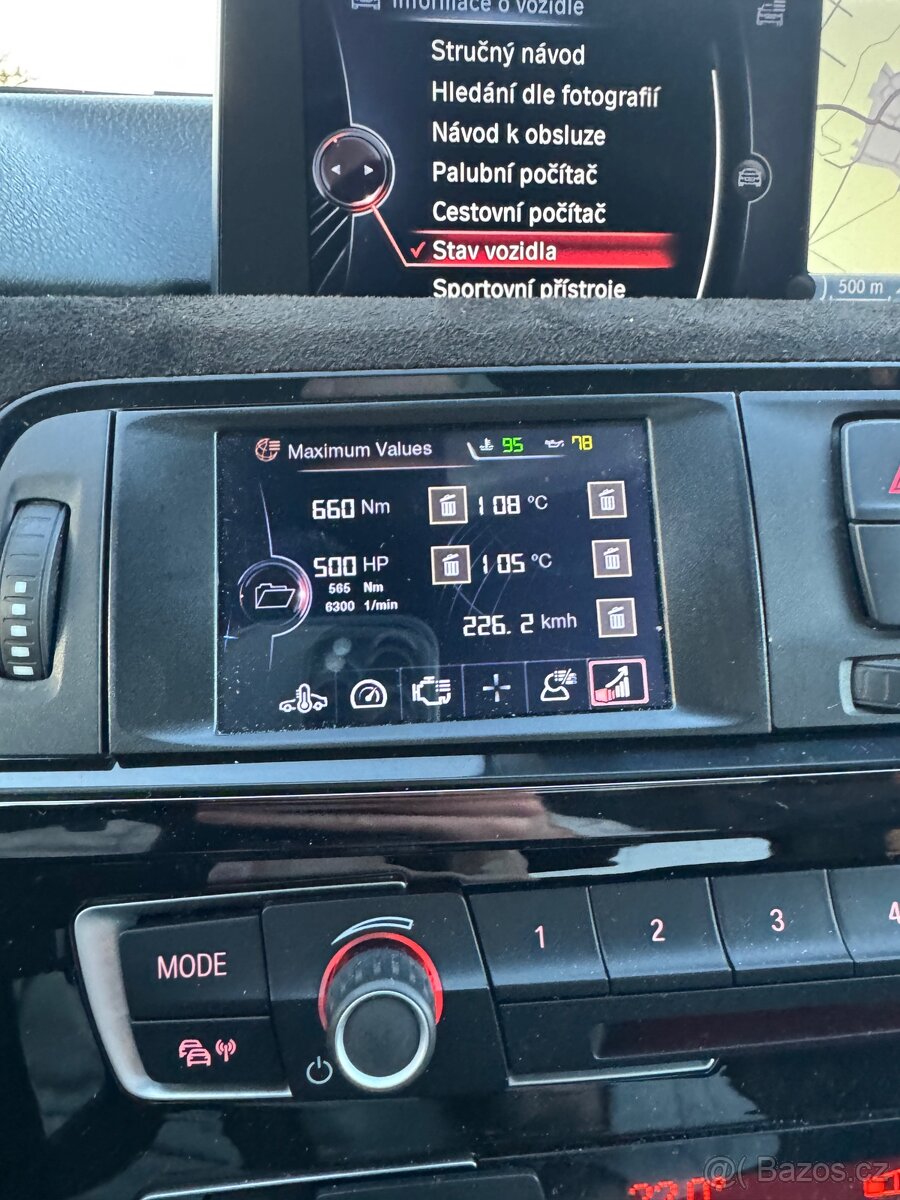 Informace o vozidle
Stručný návod
Hledání dle fotografií
Návod k obsluze
Palubní počítač
Cestovní počítač
Stav vozidla
Sportovní přístroje
500 m
Maximum Values
95
78
660 Nm
108 °C
500 HP
565 Nm
6300 1/min
105 °C
226.2 kmh
MODE
1
2
3
4
@( Bazos.cz